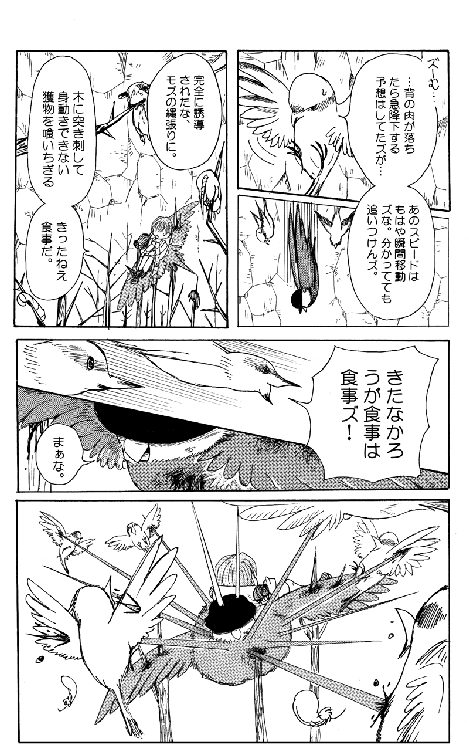 ズーむ
…背の肉が落ち
たら急降下する
予想はしてたズが…
あのスピードは
もはや瞬間移動
ズな。分かってても
追いつけんズ。
完全に誘導
されたな、
モズの縄張りに。
木に突き刺して
身動きできない
獲物を喰いちぎる
きったねえ
食事だ。
きたなかろ
うが食事は
食事ズ！
まぁな。